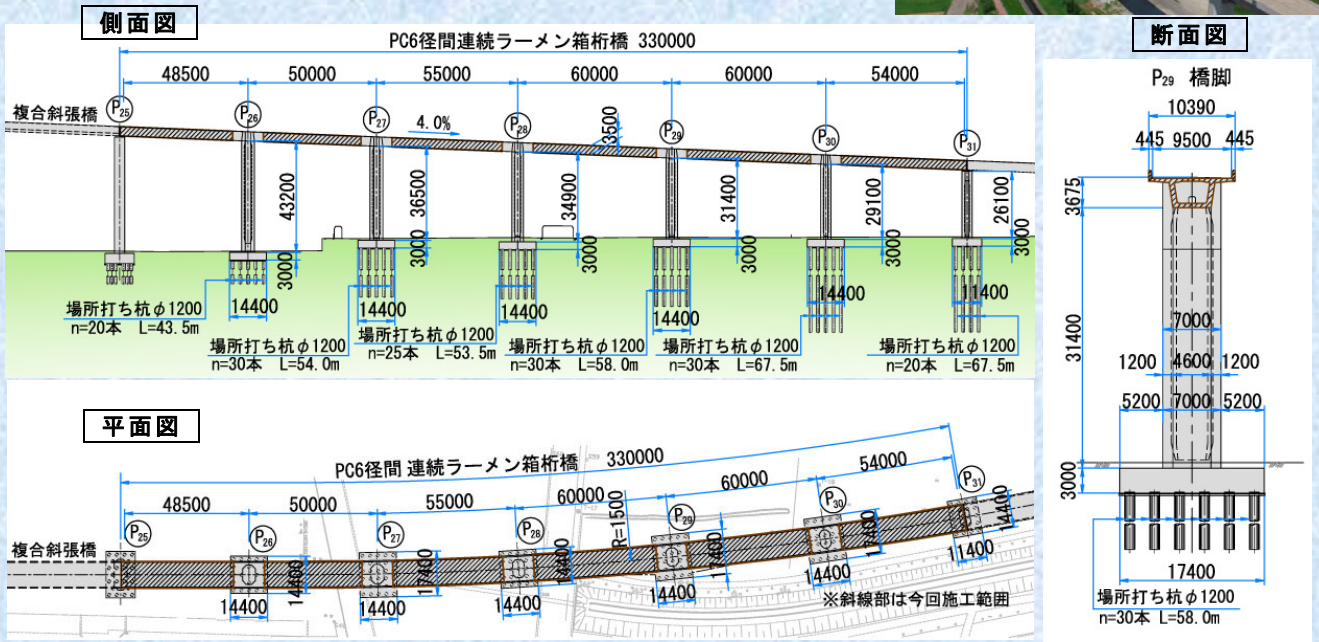 側面図
PC6径間連続ラーメン箱桁橋 330000
48500 50000 55000 60000 60000 54000
複合斜張橋
P25 P26 P27 P28 P29 P30 P31
4.0%
3500
43200 36500 34900 31400 29100 26100
3000 3000 3000 3000 3000 3000
14400 14400 14400 14400 14400 11400
場所打ち杭φ1200
n=20本 L=43.5m
場所打ち杭φ1200
n=30本 L=54.0m
場所打ち杭φ1200
n=25本 L=53.5m
場所打ち杭φ1200
n=30本 L=58.0m
場所打ち杭φ1200
n=30本 L=67.5m
場所打ち杭φ1200
n=20本 L=67.5m
平面図
PC6径間 連続ラーメン箱桁橋 330000
48500 50000 55000 60000 60000 54000
複合斜張橋
P25 P26 P27 P28 P29 P30 P31
R=1500
14400 17400 17400 17400 14400
14400 14400 14400 14400 14400 11400
※斜線部は今回施工範囲
断面図
P29 橋脚
10390
445 9500 445
3675
31400
7000
1200 4600 1200
5200 7000 5200
3000
17400
場所打ち杭φ1200
n=30本 L=58.0m